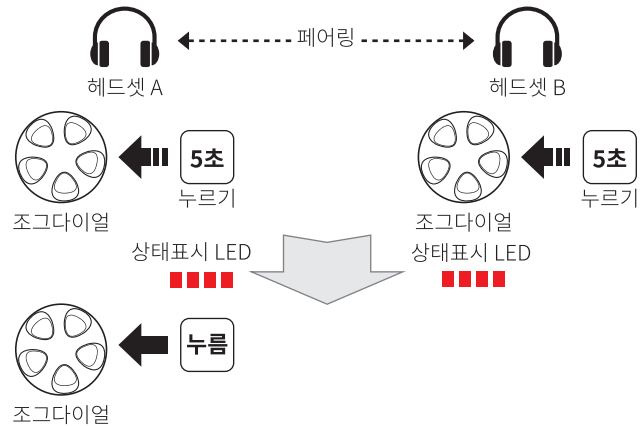 페어링
헤드셋 A
헤드셋 B
5초
누르기
5초
누르기
조그다이얼
조그다이얼
상태표시 LED
상태표시 LED
누름
조그다이얼